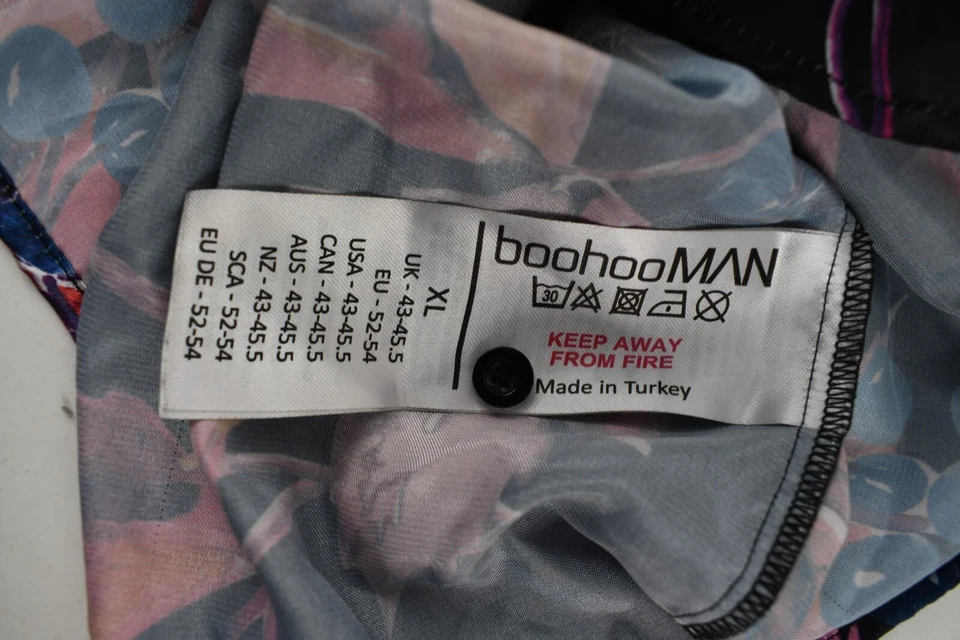 boohooMAN
30
KEEP AWAY
FROM FIRE
Made in Turkey
XL
UK - 43-45.5
EU - 52-54
USA - 43-45.5
CAN - 43-45.5
AUS - 43-45.5
NZ - 43-45.5
SCA - 52-54
EU DE - 52-54